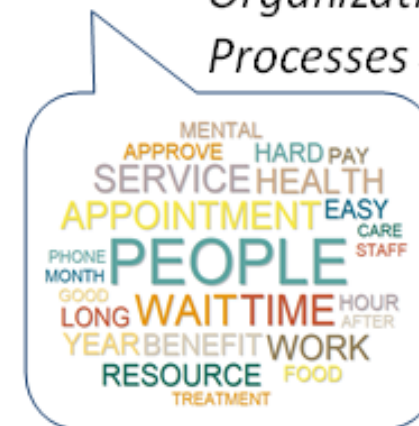 Organizati
Processes
MENTAL
APPROVE HARD PAY
SERVICE HEALTH
APPOINTMENT EASY
CARE
PHONE PEOPLE STAFF
MONTH
GOOD
LONG WAIT TIME HOUR
AFTER
YEAR BENEFIT WORK
RESOURCE FOOD
TREATMENT